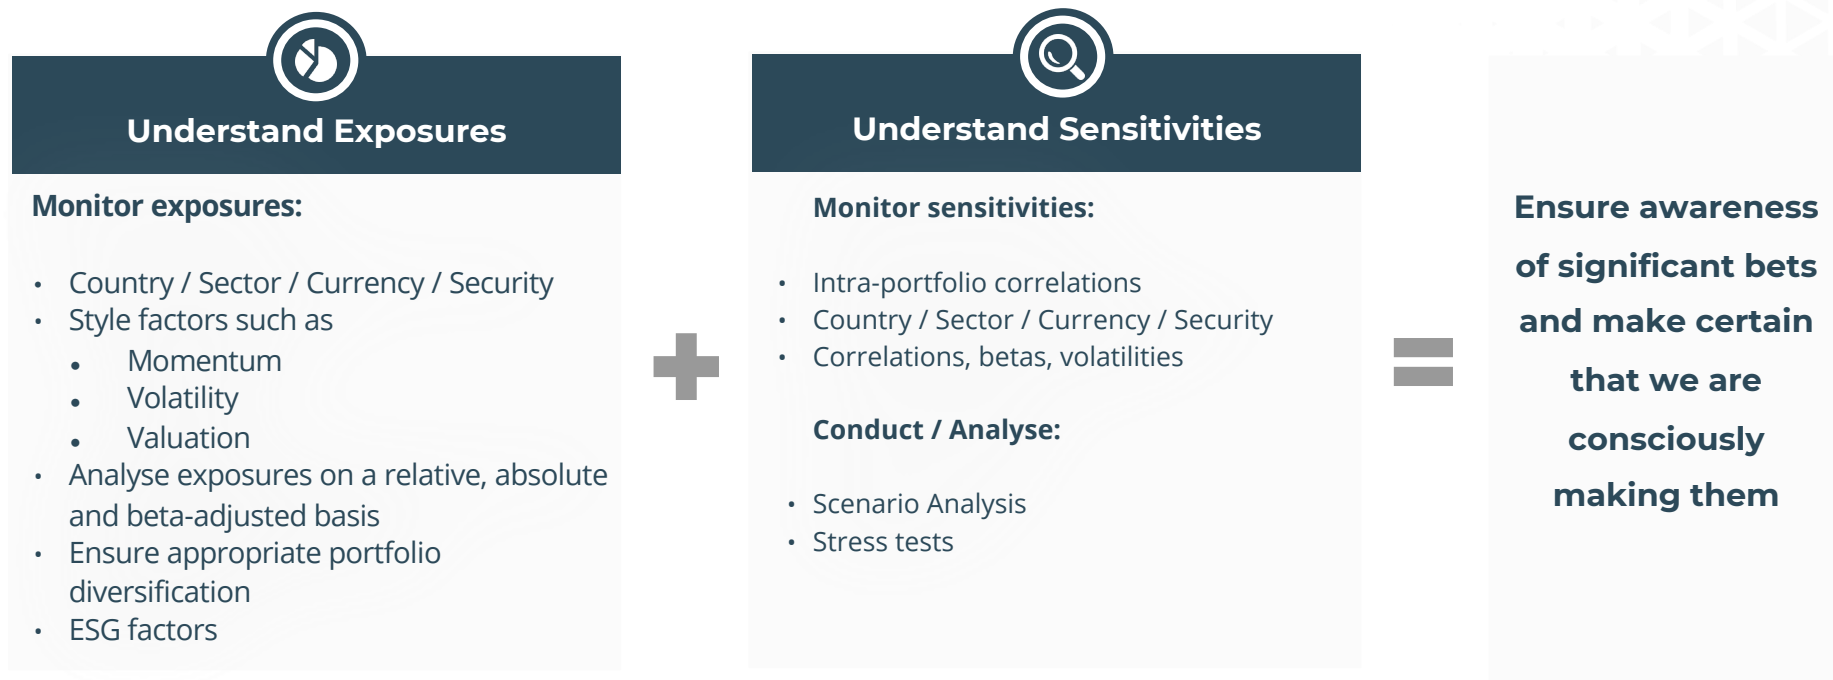 Understand Exposures
Monitor exposures:
• Country / Sector / Currency / Security
• Style factors such as
• Momentum
• Volatility
• Valuation
• Analyse exposures on a relative, absolute
and beta-adjusted basis
• Ensure appropriate portfolio
diversification
• ESG factors
Understand Sensitivities
Monitor sensitivities:
• Intra-portfolio correlations
• Country / Sector / Currency / Security
• Correlations, betas, volatilities
Conduct / Analyse:
• Scenario Analysis
• Stress tests
Ensure awareness
of significant bets
and make certain
that we are
consciously
making them